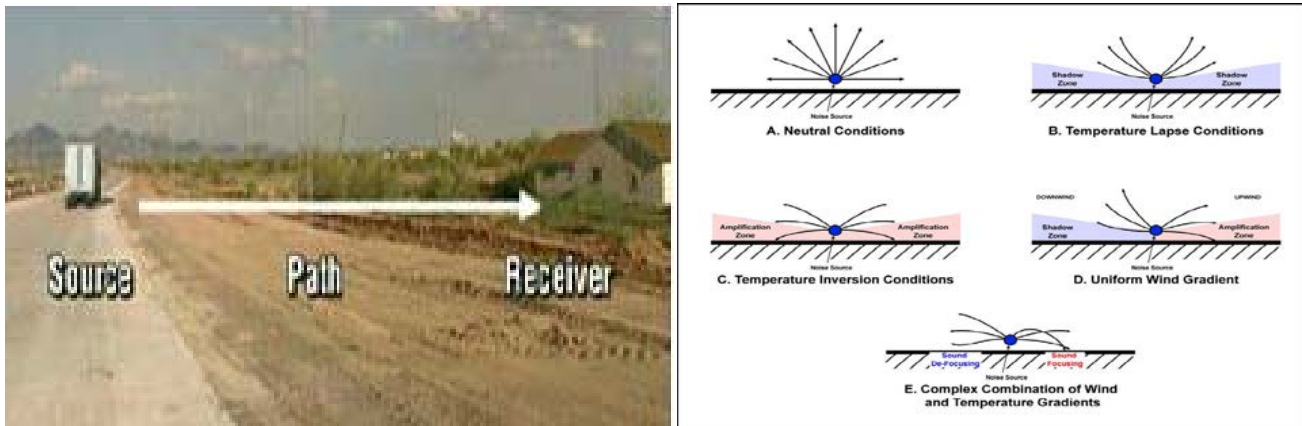 Source
Path
Receiver
Noise Source
A. Neutral Conditions
Shadow
Zone
Shadow
Zone
Noise Source
B. Temperature Lapse Conditions
Amplification
Zone
Amplification
Zone
Noise Source
C. Temperature Inversion Conditions
DOWNWIND
UPWIND
Shadow
Zone
Amplification
Zone
Noise Source
D. Uniform Wind Gradient
Sound
De-Focusing
Sound
Focusing
Noise Source
E. Complex Combination of Wind
and Temperature Gradients